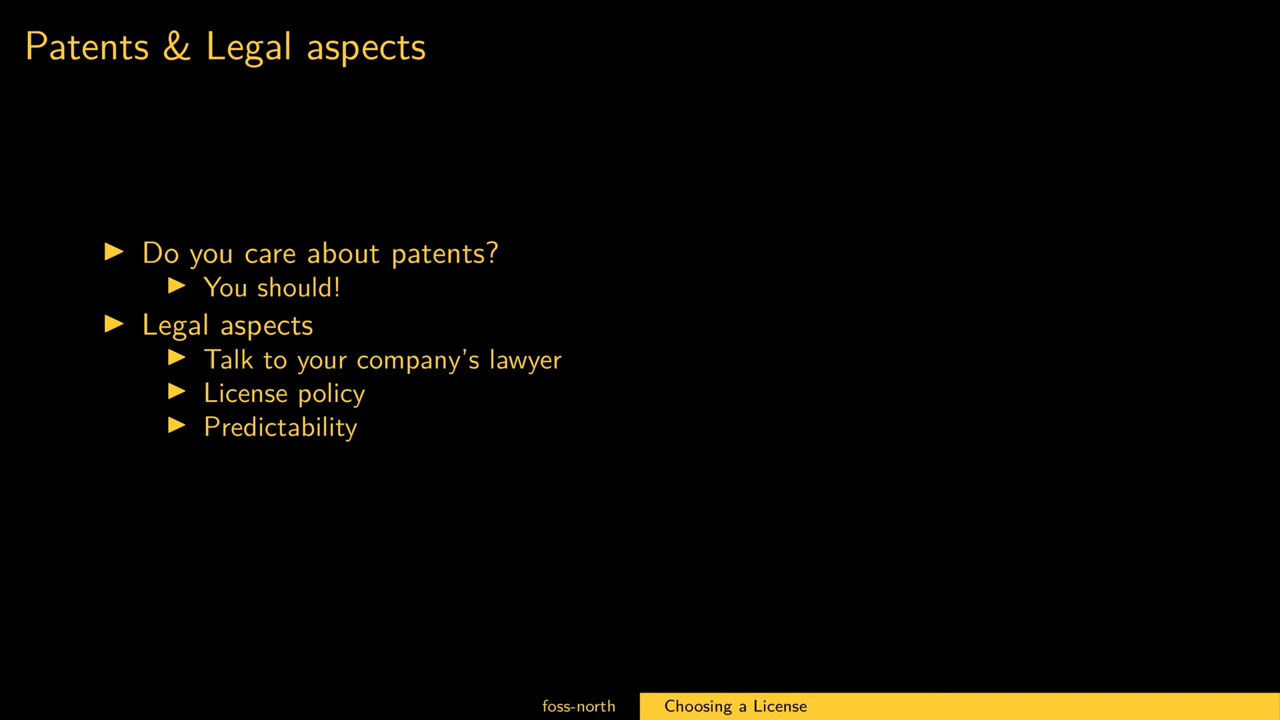 Patents & Legal aspects
Do you care about patents?
You should!
Legal aspects
Talk to your company's lawyer
License policy
Predictability
foss-north
Choosing a License